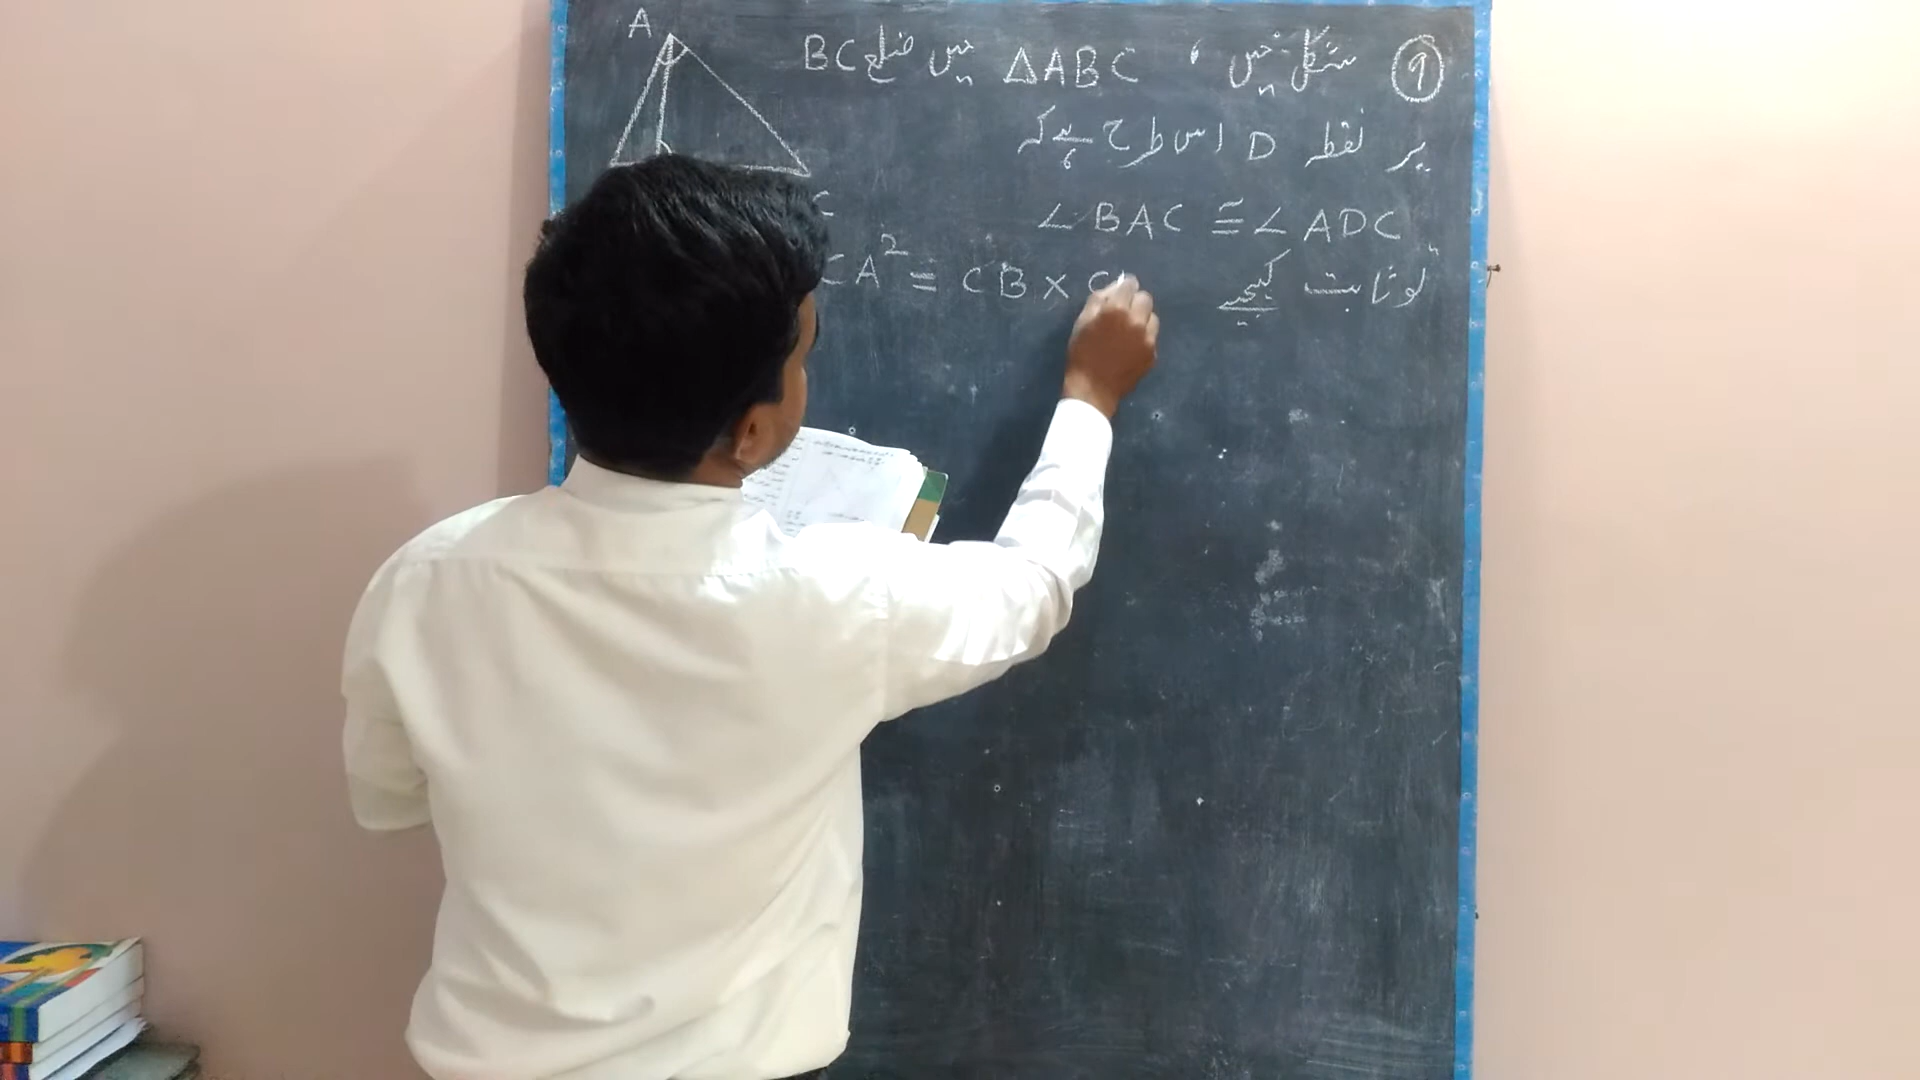 ۹ شکل میں ، ΔABC میں ضلع BC
پر نقطہ D اس طرح ہے کہ
∠BAC ≅ ∠ADC
تو ثابت کیجیے CA² = CB × C
A
C